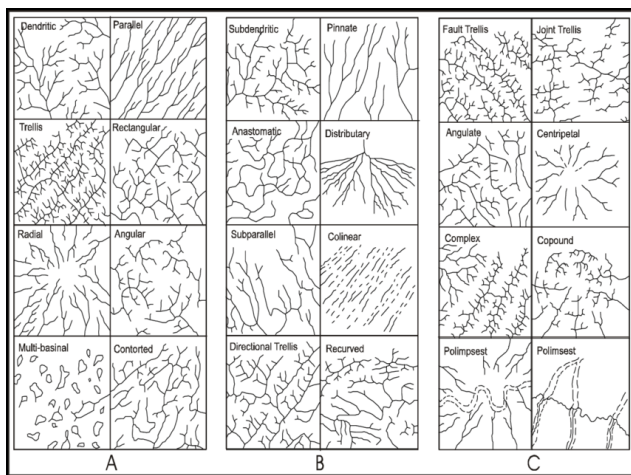 Dendritic Parallel
Trellis Rectangular
Radial Angular
Multi-basinal Contorted
A
Subdendritic Pinnate
Anastomatic Distributary
Subparallel Colinear
Directional Trellis Recurved
B
Fault Trellis Joint Trellis
Angulate Centripetal
Complex Copound
Polimpsest Polimsest
C